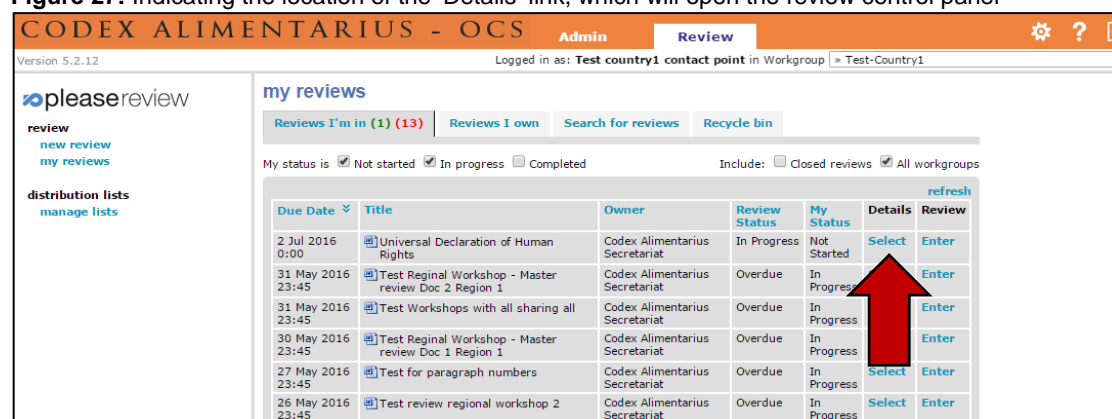 Figure 27: Indicating the location of the 'Details' link, which will open the review control panel
CODEX ALIMENTARIUS - OCS Admin Review ?
Version 5.2.12 Logged in as: Test country1 contact point in Workgroup » Test-Country1
pleasereview
my reviews
review
new review
my reviews
distribution lists
manage lists
Reviews I'm in (1) (13) Reviews I own Search for reviews Recycle bin
My status is Not started In progress Completed Include: Closed reviews All workgroups
refresh
Due Date Title Owner Review Status My Status Details Review
2 Jul 2016 Universal Declaration of Human Codex Alimentarius In Progress Not Select Enter
0:00 Rights Secretariat Started
31 May 2016 Test Reginal Workshop - Master Codex Alimentarius Overdue In Enter
23:45 review Doc 2 Region 1 Secretariat Progress
31 May 2016 Test Workshops with all sharing all Codex Alimentarius Overdue In Enter
23:45 Secretariat Progress
30 May 2016 Test Reginal Workshop - Master Codex Alimentarius Overdue In Enter
23:45 review Doc 1 Region 1 Secretariat Progress
27 May 2016 Test for paragraph numbers Codex Alimentarius Overdue In Select Enter
23:45 Secretariat Progress
26 May 2016 Test review regional workshop 2 Codex Alimentarius Overdue In Select Enter
23:45 Secretariat Progress